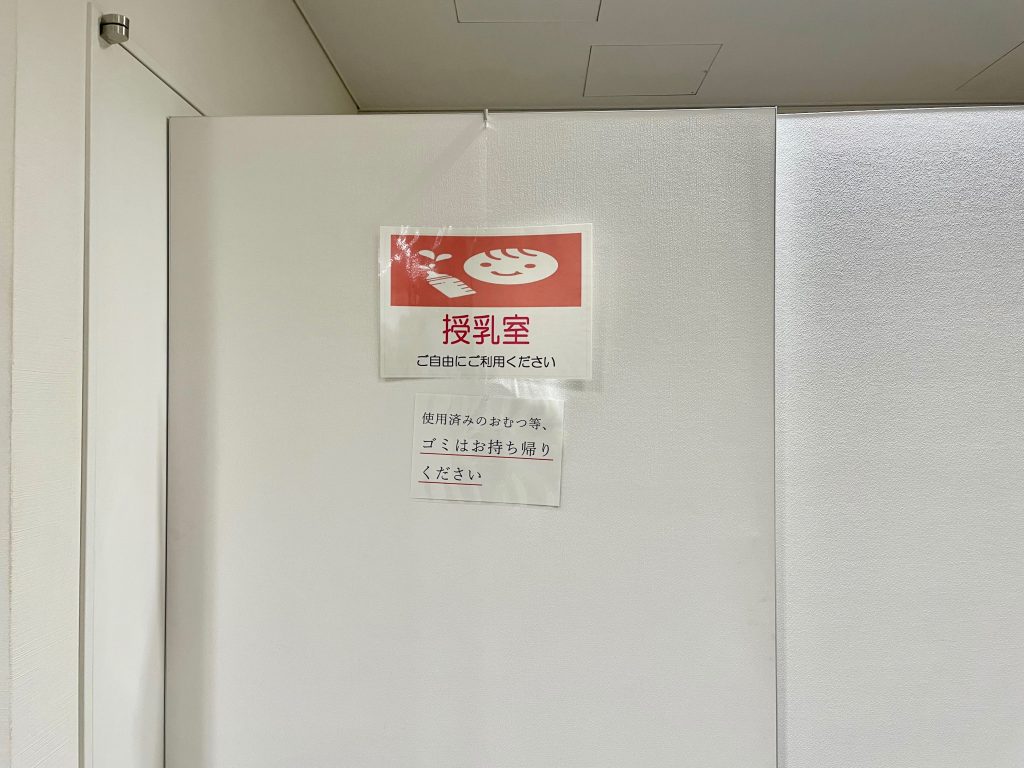 授乳室
ご自由にご利用ください
使用済みのおむつ等、
ゴミはお持ち帰り
ください